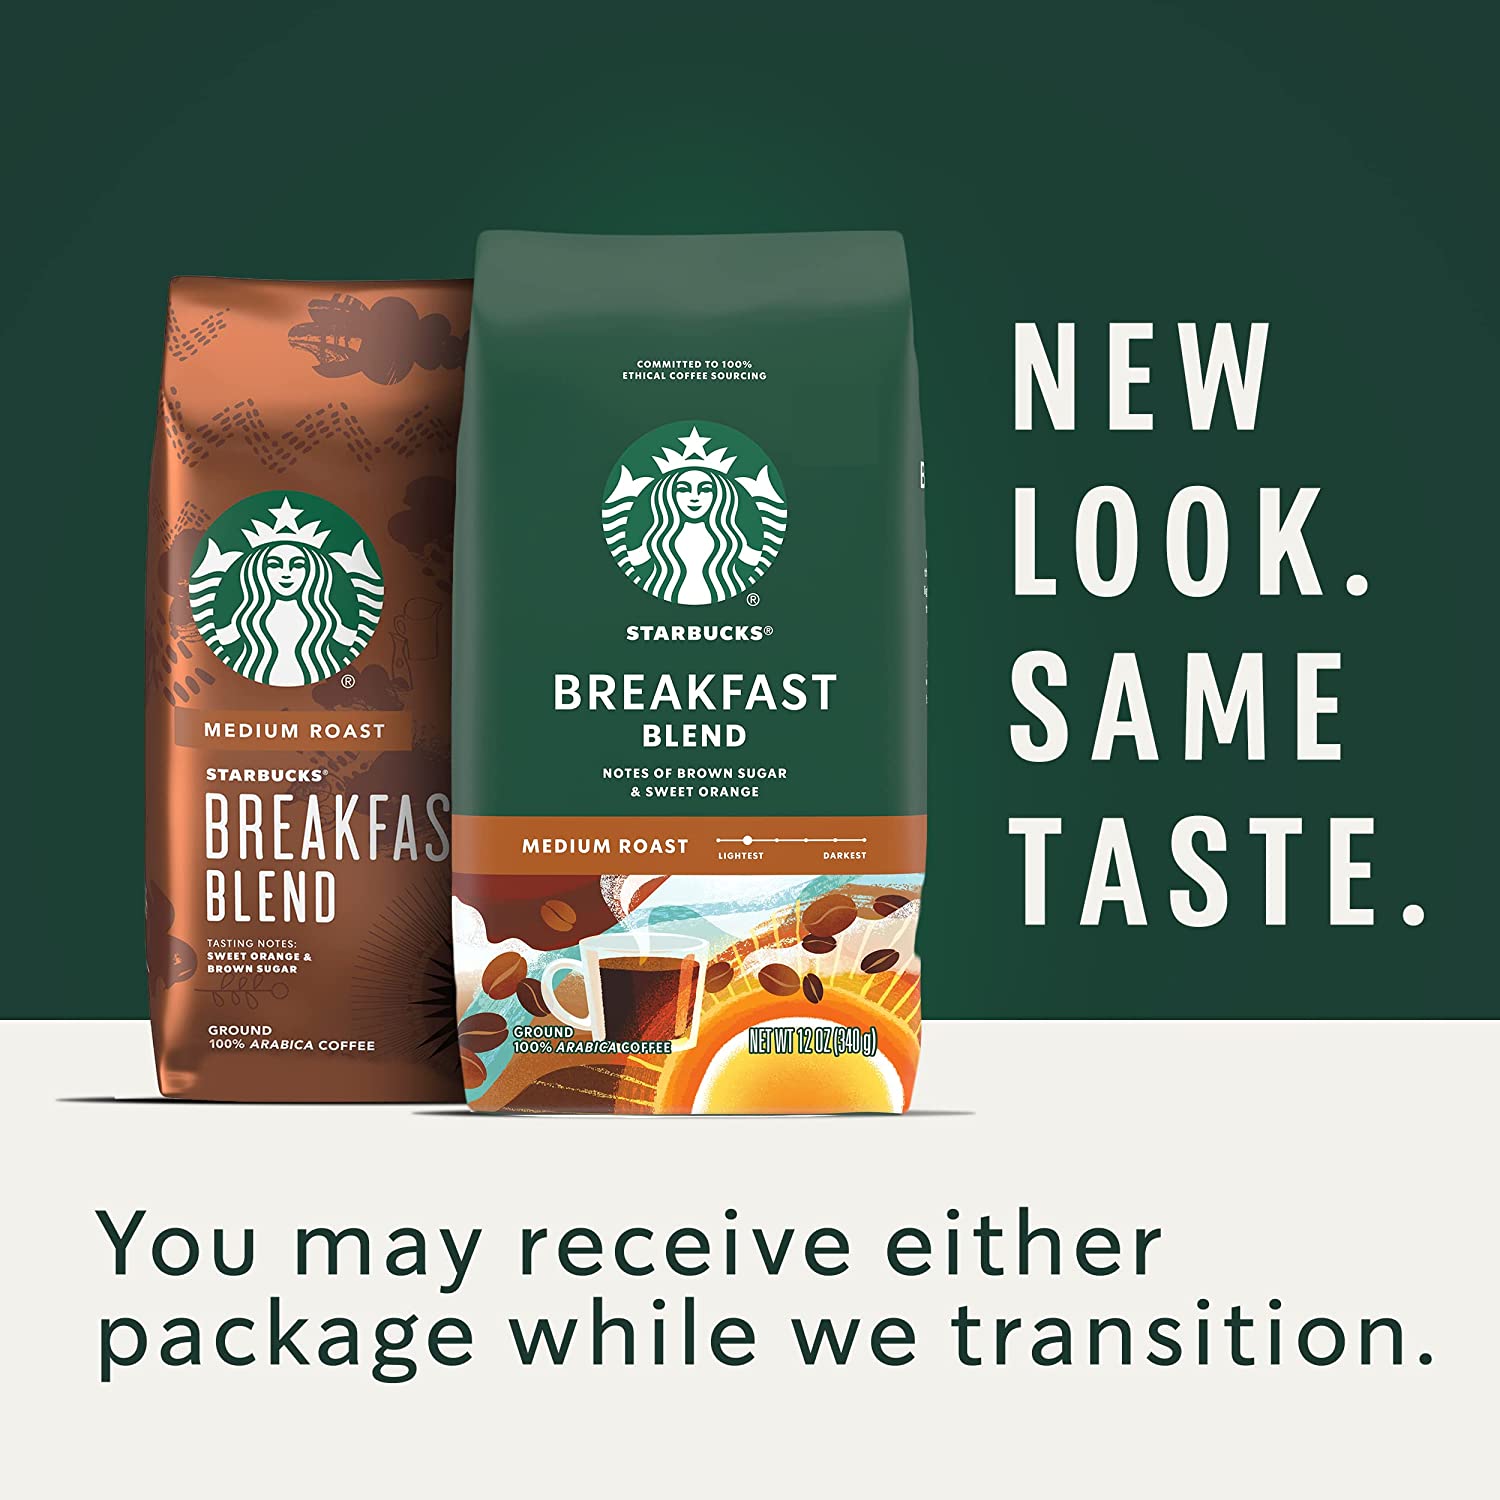 MEDIUM ROAST
STARBUCKS®
BREAKFAS
BLEND
TASTING NOTES:
SWEET ORANGE &
BROWN SUGAR
GROUND
100% ARABICA COFFEE
®
COMMITTED TO 100%
ETHICAL COFFEE SOURCING
®
STARBUCKS®
BREAKFAST
BLEND
NOTES OF BROWN SUGAR
& SWEET ORANGE
MEDIUM ROAST
LIGHTEST DARKEST
GROUND
100% ARABICA COFFEE
NET WT 12 OZ (340 g)
NEW
LOOK.
SAME
TASTE.
You may receive either
package while we transition.